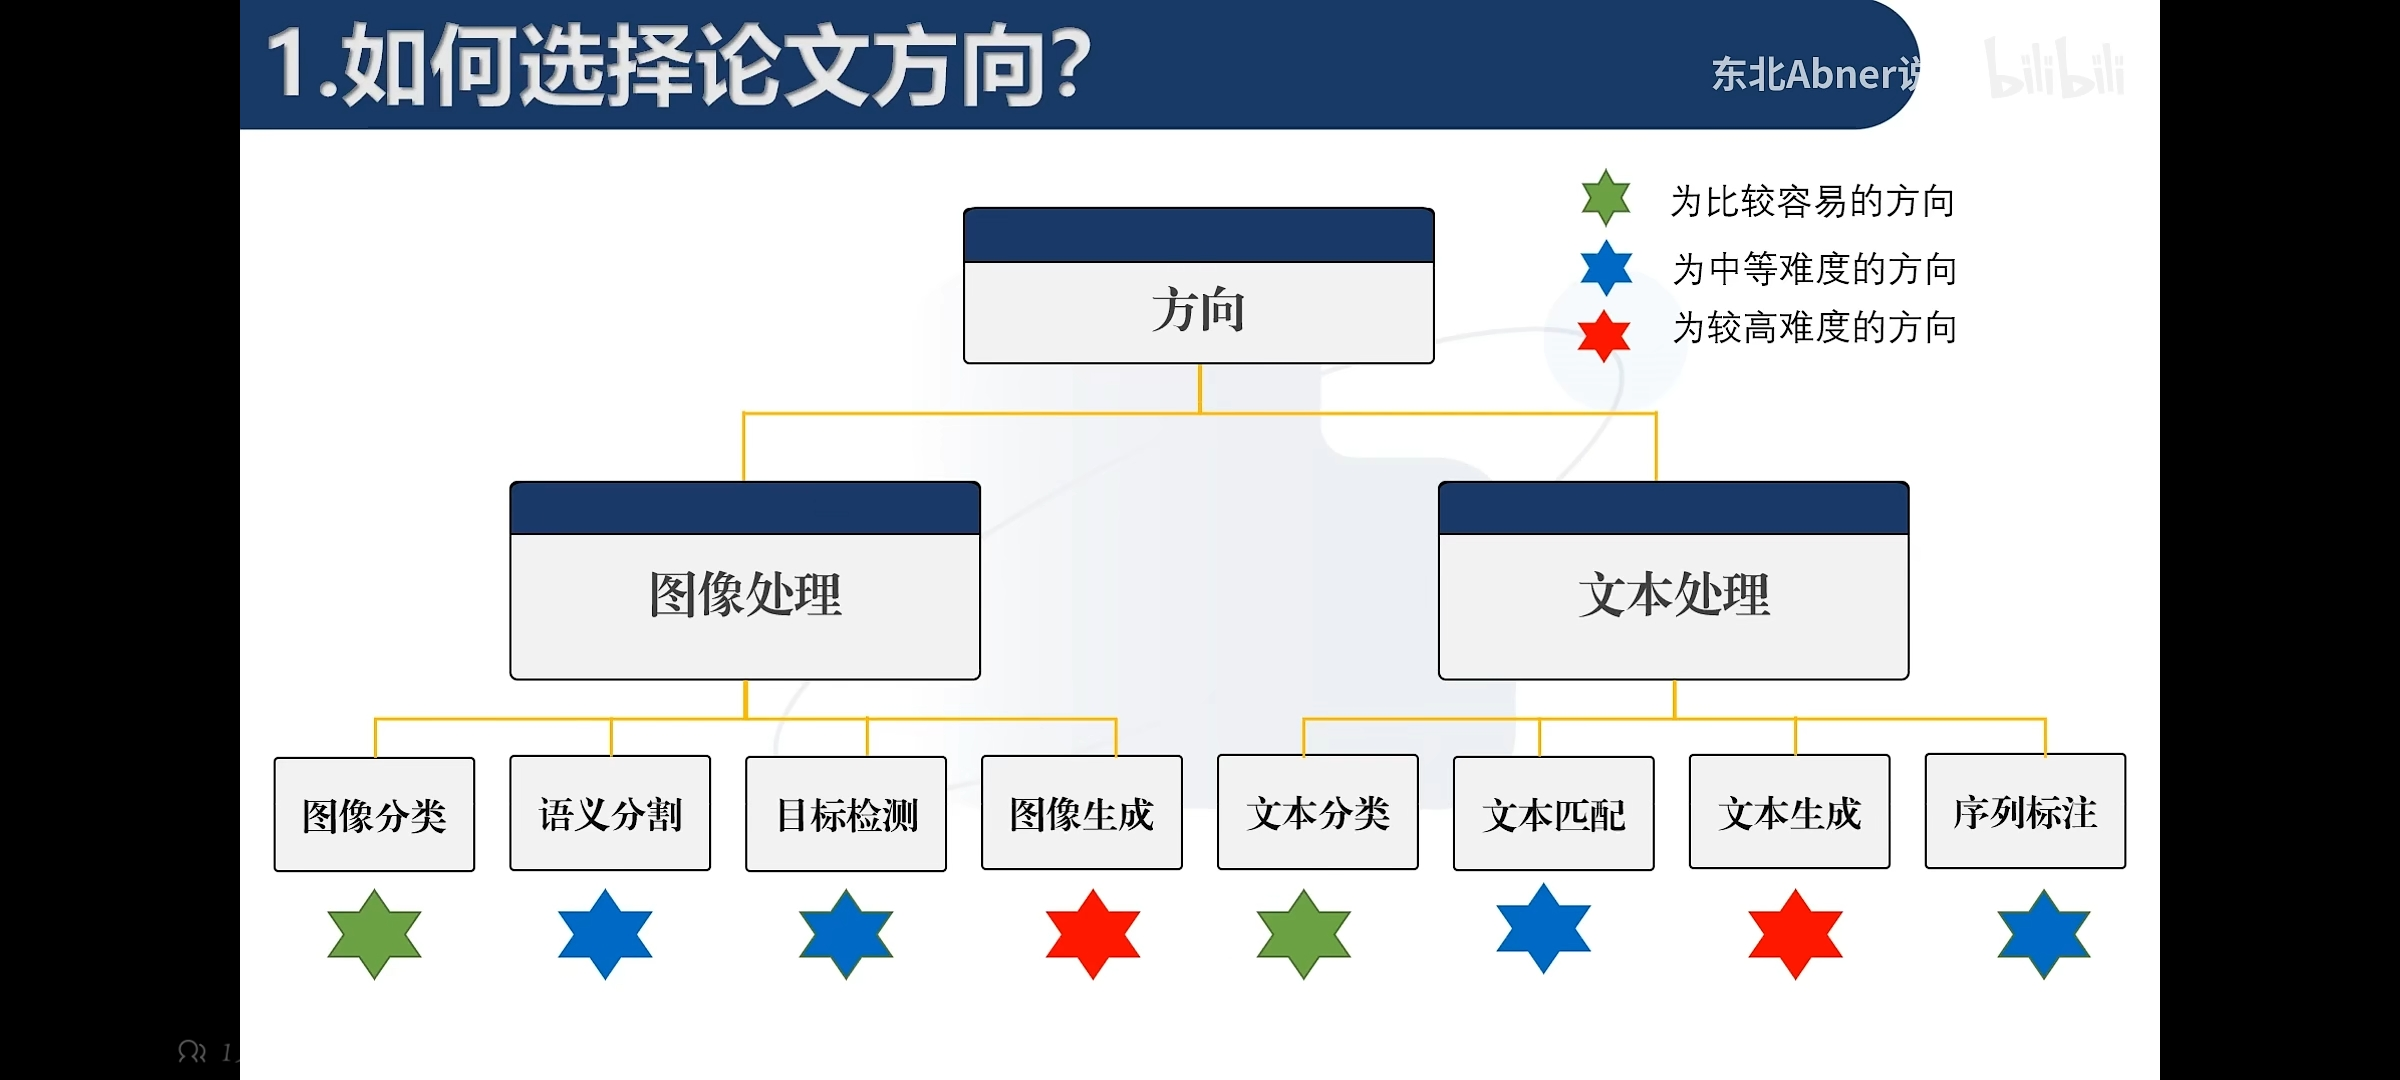 1.如何选择论文方向?
东北Abner说
bilibili
为比较容易的方向
为中等难度的方向
为较高难度的方向
方向
图像处理
文本处理
图像分类
语义分割
目标检测
图像生成
文本分类
文本匹配
文本生成
序列标注